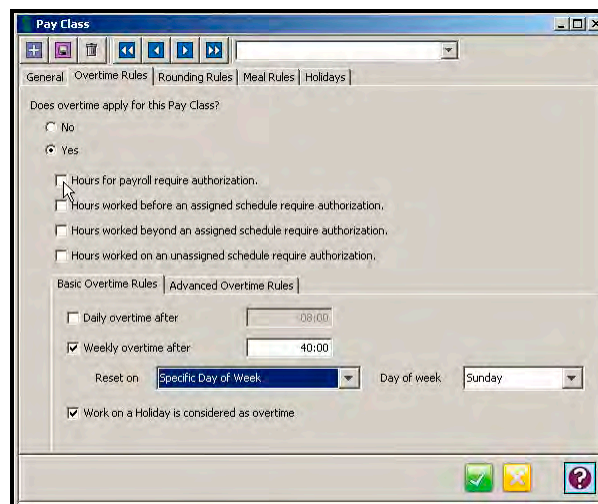 Pay Class
General Overtime Rules Rounding Rules Meal Rules Holidays
Does overtime apply for this Pay Class?
No
Yes
Hours for payroll require authorization.
Hours worked before an assigned schedule require authorization.
Hours worked beyond an assigned schedule require authorization.
Hours worked on an unassigned schedule require authorization.
Basic Overtime Rules Advanced Overtime Rules
Daily overtime after 08:00
Weekly overtime after 40:00
Reset on Specific Day of Week Day of week Sunday
Work on a Holiday is considered as overtime
?